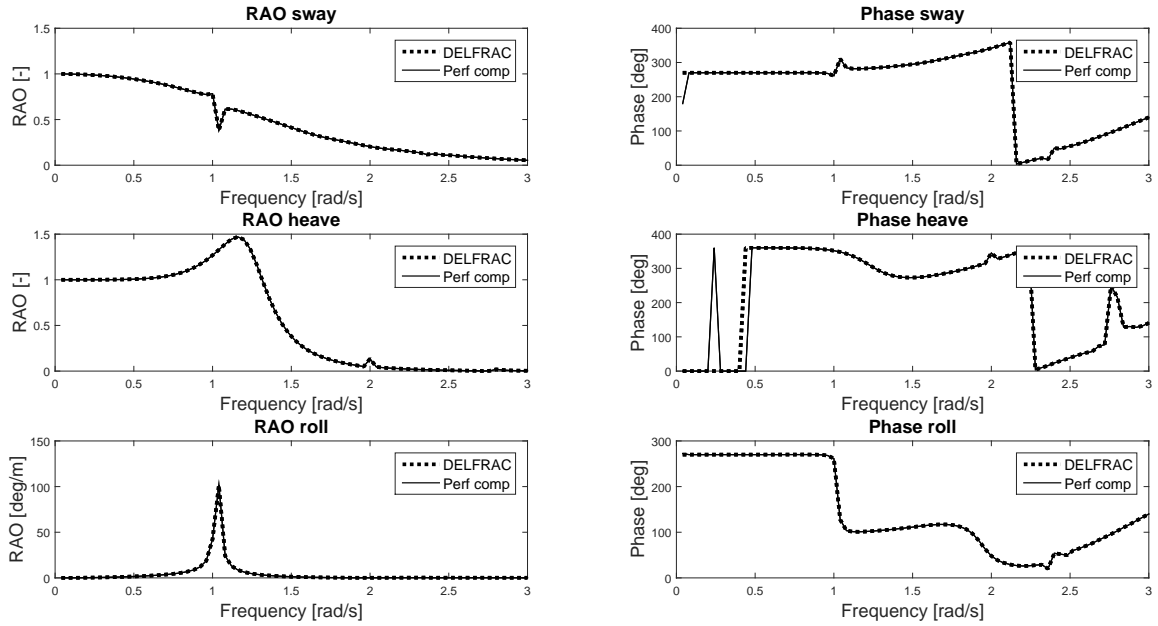 RAO sway
1.5
1
0.5
0
RAO [-]
DELFRAC
Perf comp
0 0.5 1 1.5 2 2.5 3
Frequency [rad/s]
Phase sway
400
300
200
100
0
Phase [deg]
DELFRAC
Perf comp
0 0.5 1 1.5 2 2.5 3
Frequency [rad/s]
RAO heave
1.5
1
0.5
0
RAO [-]
DELFRAC
Perf comp
0 0.5 1 1.5 2 2.5 3
Frequency [rad/s]
Phase heave
400
300
200
100
0
Phase [deg]
DELFRAC
Perf comp
0 0.5 1 1.5 2 2.5 3
Frequency [rad/s]
RAO roll
150
100
50
0
RAO [deg/m]
DELFRAC
Perf comp
0 0.5 1 1.5 2 2.5 3
Frequency [rad/s]
Phase roll
300
200
100
0
Phase [deg]
DELFRAC
Perf comp
0 0.5 1 1.5 2 2.5 3
Frequency [rad/s]